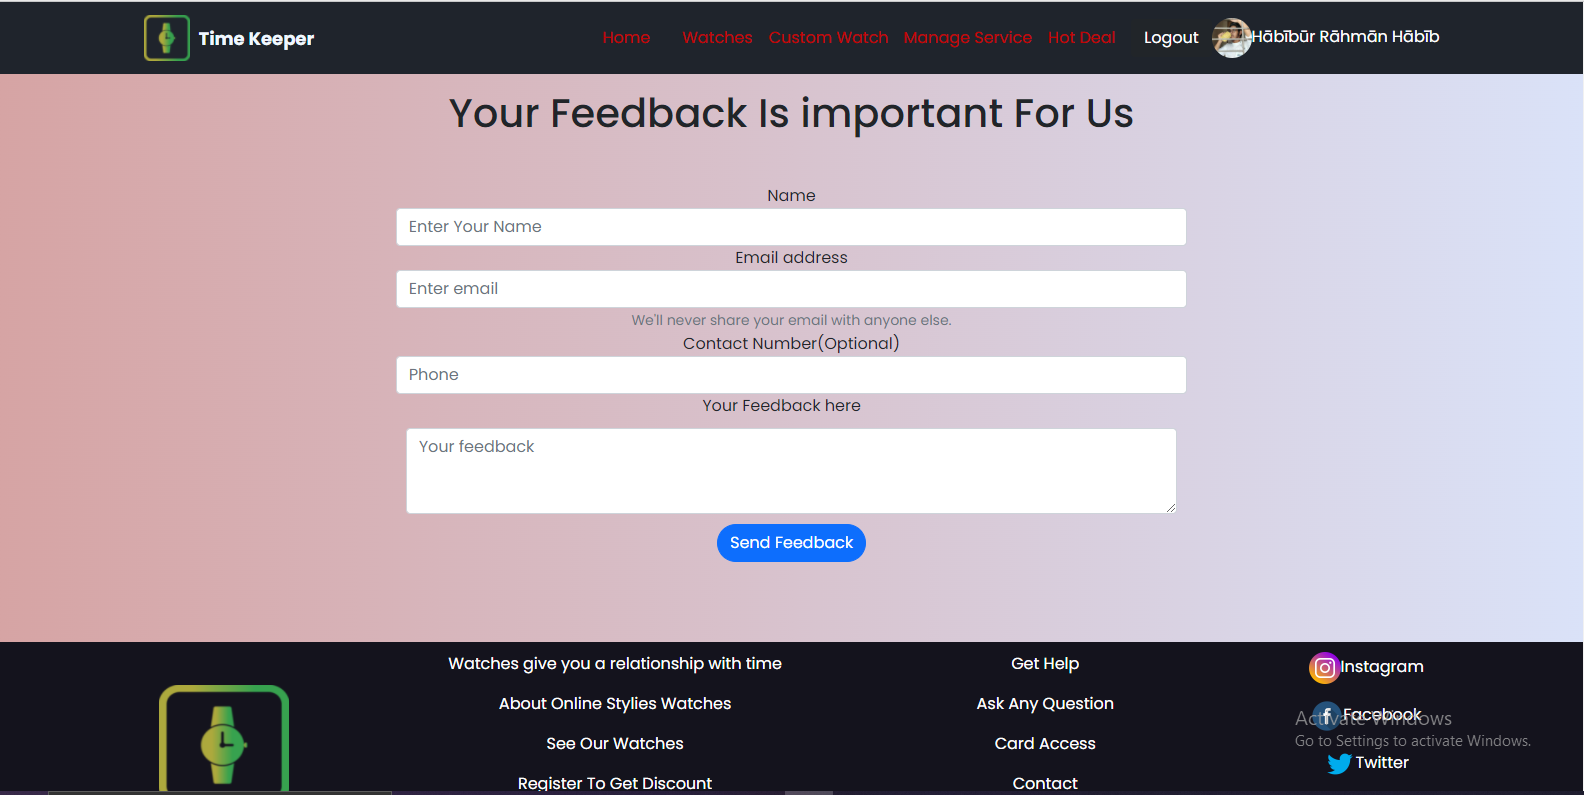 Time Keeper
Home Watches Custom Watch Manage Service Hot Deal Logout Hābībūr Rāhmān Hābīb
Your Feedback Is important For Us
Name
Enter Your Name
Email address
Enter email
We'll never share your email with anyone else.
Contact Number(Optional)
Phone
Your Feedback here
Your feedback
Send Feedback
Watches give you a relationship with time
About Online Stylies Watches
See Our Watches
Register To Get Discount
Get Help
Ask Any Question
Card Access
Contact
Instagram
Facebook
Twitter
Activate Windows
Go to Settings to activate Windows.